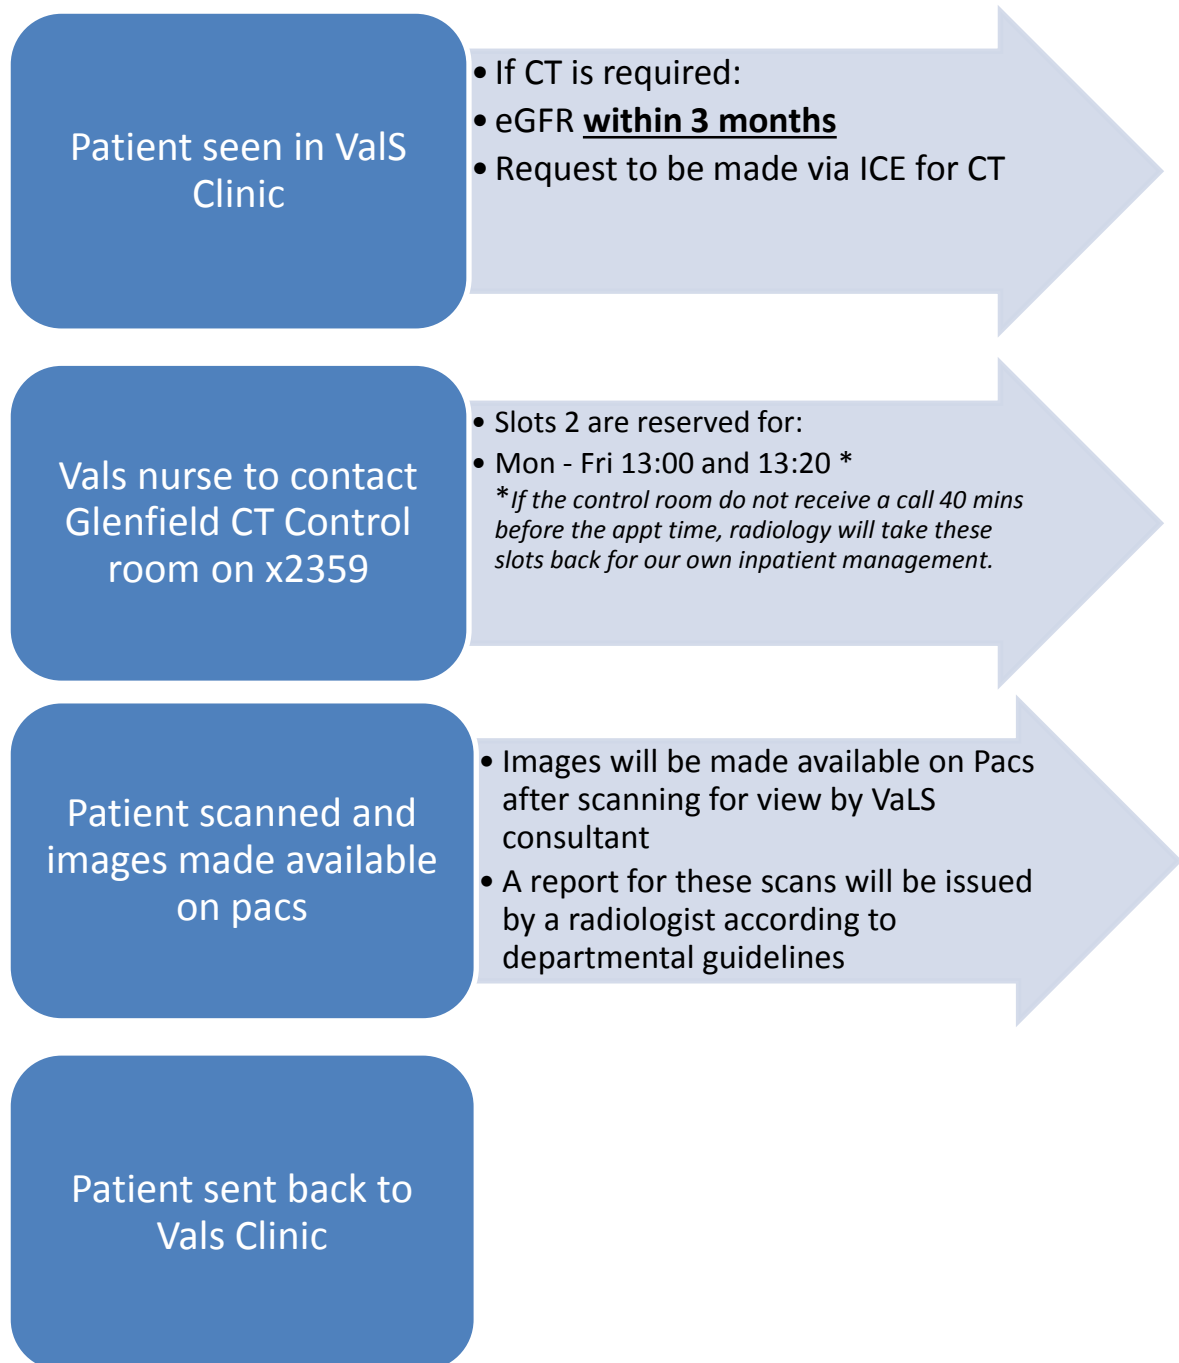 Patient seen in ValS
Clinic
• If CT is required:
• eGFR within 3 months
• Request to be made via ICE for CT
Vals nurse to contact
Glenfield CT Control
room on x2359
• Slots 2 are reserved for:
• Mon - Fri 13:00 and 13:20 *
*If the control room do not receive a call 40 mins
before the appt time, radiology will take these
slots back for our own inpatient management.
Patient scanned and
images made available
on pacs
• Images will be made available on Pacs
after scanning for view by VaLS
consultant
• A report for these scans will be issued
by a radiologist according to
departmental guidelines
Patient sent back to
Vals Clinic